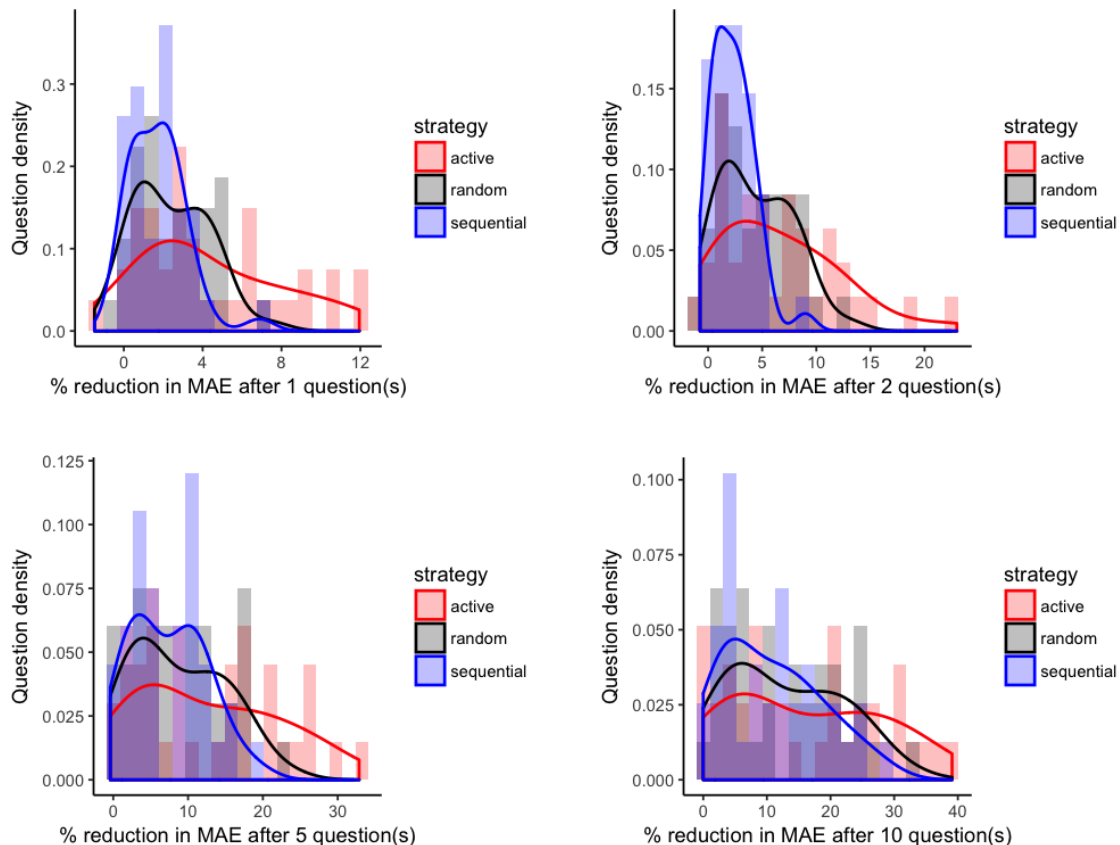 Question density
0.3
0.2
0.1
0.0
0
4
8
12
% reduction in MAE after 1 question(s)
strategy
active
random
sequential
Question density
0.15
0.10
0.05
0.00
0
5
10
15
20
% reduction in MAE after 2 question(s)
strategy
active
random
sequential
Question density
0.125
0.100
0.075
0.050
0.025
0.000
0
10
20
30
% reduction in MAE after 5 question(s)
strategy
active
random
sequential
Question density
0.100
0.075
0.050
0.025
0.000
0
10
20
30
40
% reduction in MAE after 10 question(s)
strategy
active
random
sequential